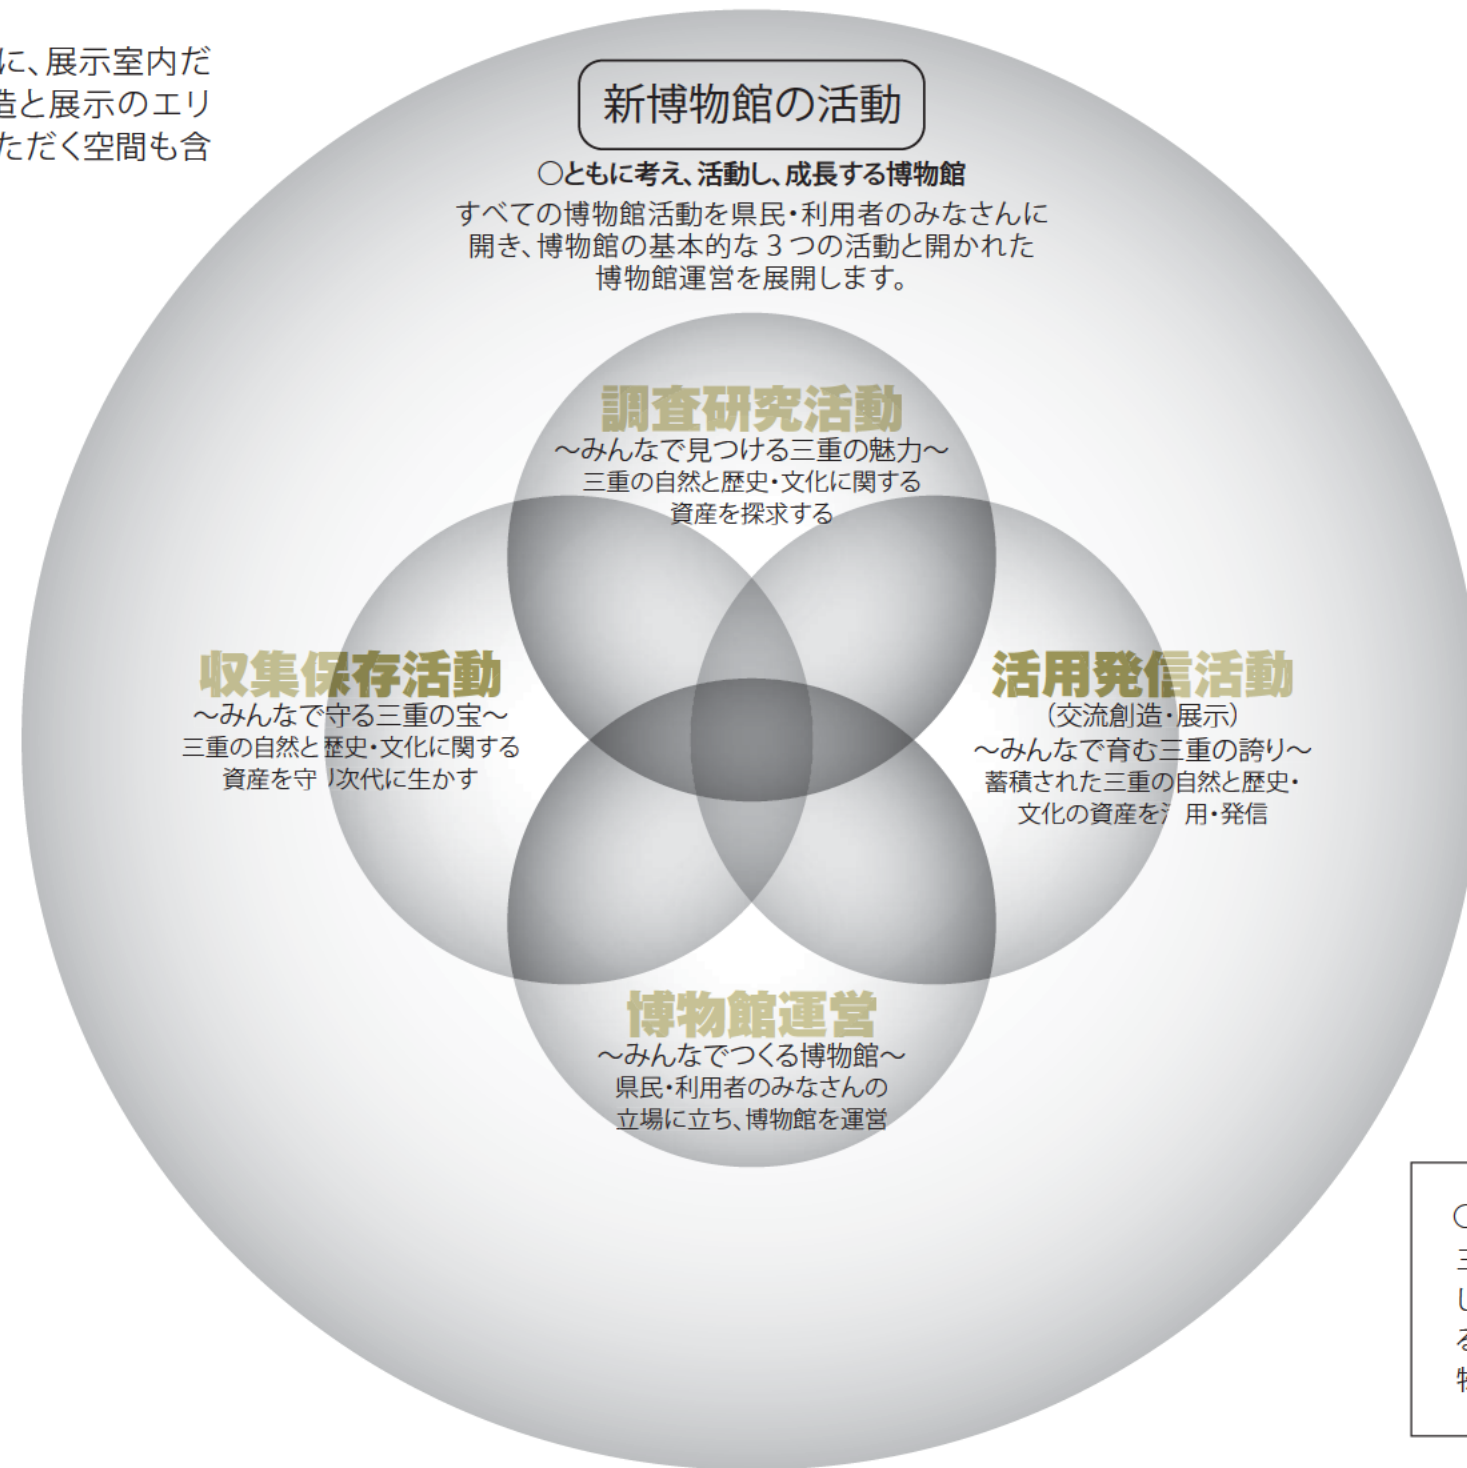 に、展示室内だ
造と展示のエリ
ただく空間も含
新博物館の活動
○ともに考え、活動し、成長する博物館
すべての博物館活動を県民・利用者のみなさんに
開き、博物館の基本的な3つの活動と開かれた
博物館運営を展開します。
調査研究活動
～みんなで見つける三重の魅力～
三重の自然と歴史・文化に関する
資産を探求する
収集保存活動
～みんなで守る三重の宝～
三重の自然と歴史・文化に関する
資産を守り次代に生かす
活用発信活動
（交流創造・展示）
～みんなで育む三重の誇り～
蓄積された三重の自然と歴史・
文化の資産を活用・発信
博物館運営
～みんなでつくる博物館～
県民・利用者のみなさんの
立場に立ち、博物館を運営